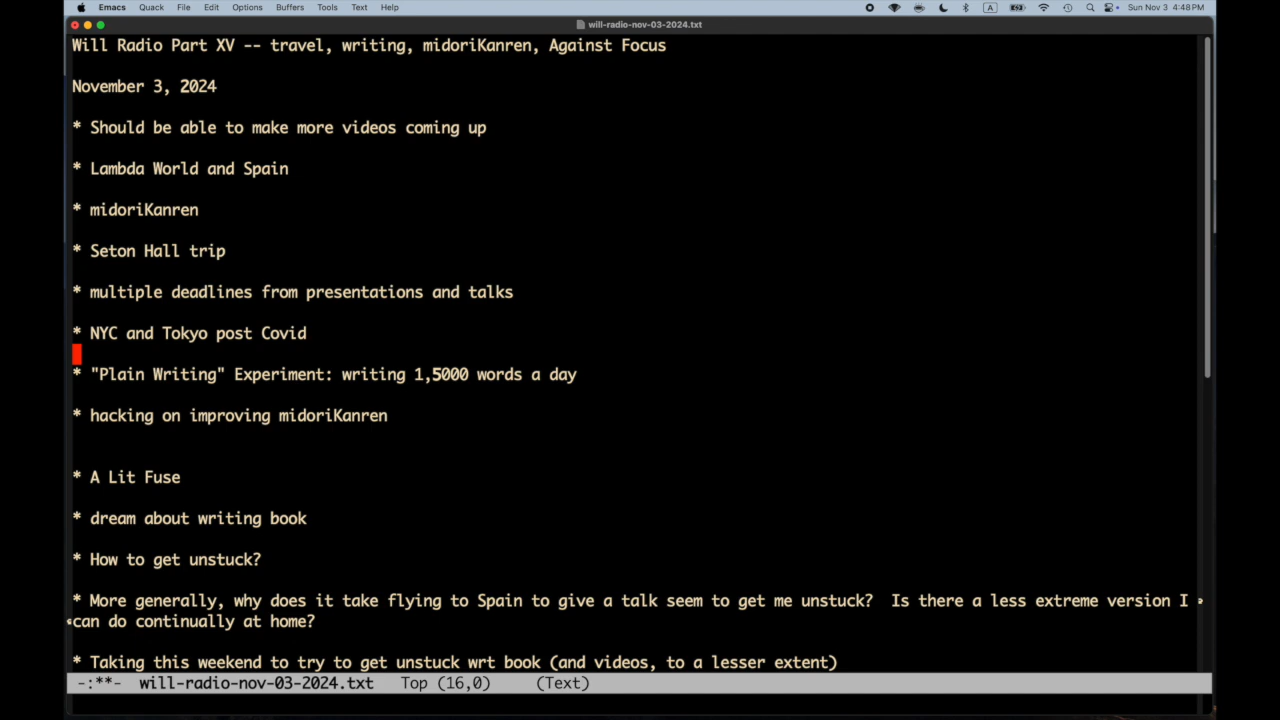 Emacs Quack File Edit Options Buffers Tools Text Help A Sun Nov 3 4:48 PM
will-radio-nov-03-2024.txt
Will Radio Part XV -- travel, writing, midoriKanren, Against Focus
November 3, 2024
* Should be able to make more videos coming up
* Lambda World and Spain
* midoriKanren
* Seton Hall trip
* multiple deadlines from presentations and talks
* NYC and Tokyo post Covid
* "Plain Writing" Experiment: writing 1,5000 words a day
* hacking on improving midoriKanren
* A Lit Fuse
* dream about writing book
* How to get unstuck?
* More generally, why does it take flying to Spain to give a talk seem to get me unstuck?  Is there a less extreme version I
can do continually at home?
* Taking this weekend to try to get unstuck wrt book (and videos, to a lesser extent)
-:**-  will-radio-nov-03-2024.txt   Top (16,0)     (Text)